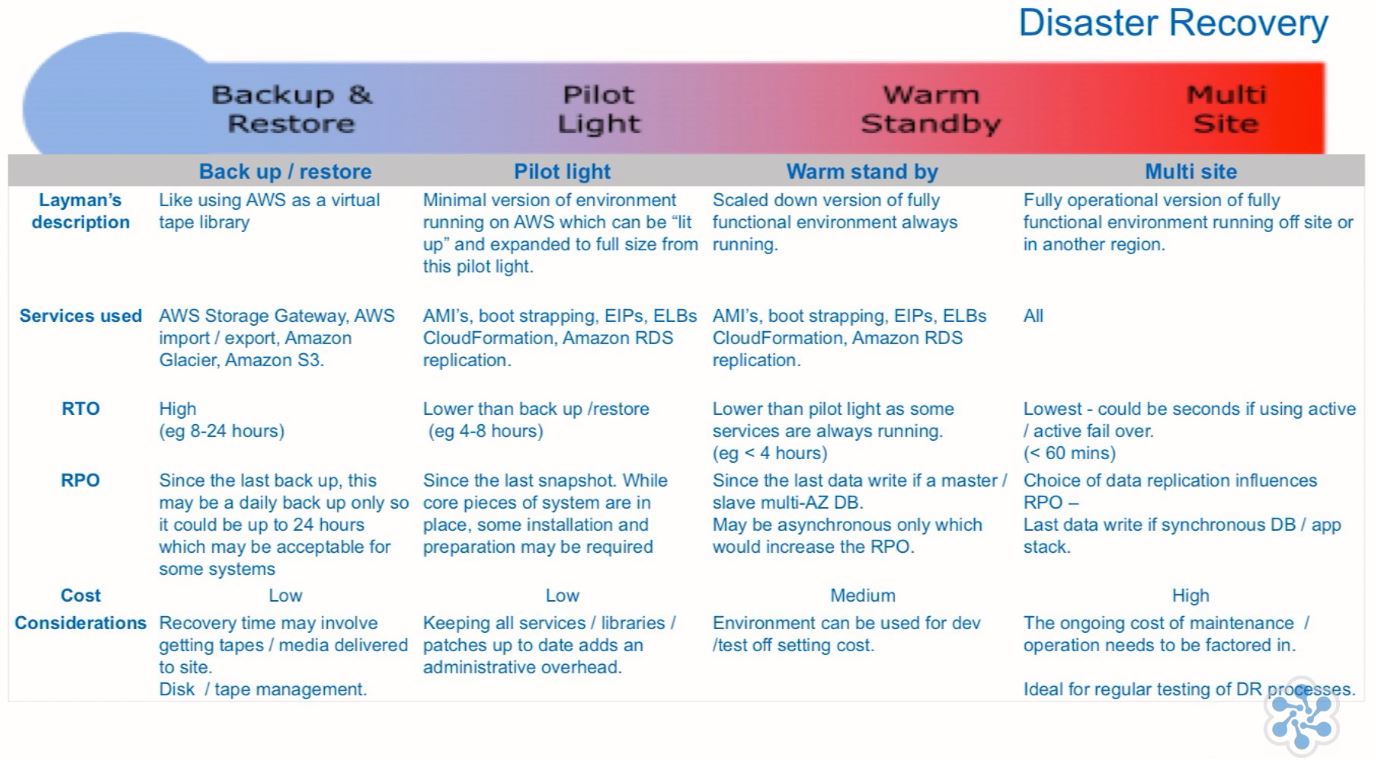 Disaster Recovery
Backup &
Restore
Pilot
Light
Warm
Standby
Multi
Site
Back up / restore
Pilot light
Warm stand by
Multi site
Layman's
description
Like using AWS as a virtual
tape library
Minimal version of environment
running on AWS which can be “lit
up” and expanded to full size from
this pilot light.
Scaled down version of fully
functional environment always
running.
Fully operational version of fully
functional environment running off site or
in another region.
Services used
AWS Storage Gateway, AWS
import / export, Amazon
Glacier, Amazon S3.
AMI's, boot strapping, EIPs, ELBs
CloudFormation, Amazon RDS
replication.
AMI's, boot strapping, EIPs, ELBs
CloudFormation, Amazon RDS
replication.
All
RTO
High
(eg 8-24 hours)
Lower than back up /restore
(eg 4-8 hours)
Lower than pilot light as some
services are always running.
(eg < 4 hours)
Lowest - could be seconds if using active
/ active fail over.
(< 60 mins)
RPO
Since the last back up, this
may be a daily back up only so
it could be up to 24 hours
which may be acceptable for
some systems
Since the last snapshot. While
core pieces of system are in
place, some installation and
preparation may be required
Since the last data write if a master /
slave multi-AZ DB.
May be asynchronous only which
would increase the RPO.
Choice of data replication influences
RPO –
Last data write if synchronous DB / app
stack.
Cost
Low
Low
Medium
High
Considerations
Recovery time may involve
getting tapes / media delivered
to site.
Disk / tape management.
Keeping all services / libraries /
patches up to date adds an
administrative overhead.
Environment can be used for dev
/test off setting cost.
The ongoing cost of maintenance /
operation needs to be factored in.
Ideal for regular testing of DR processes.